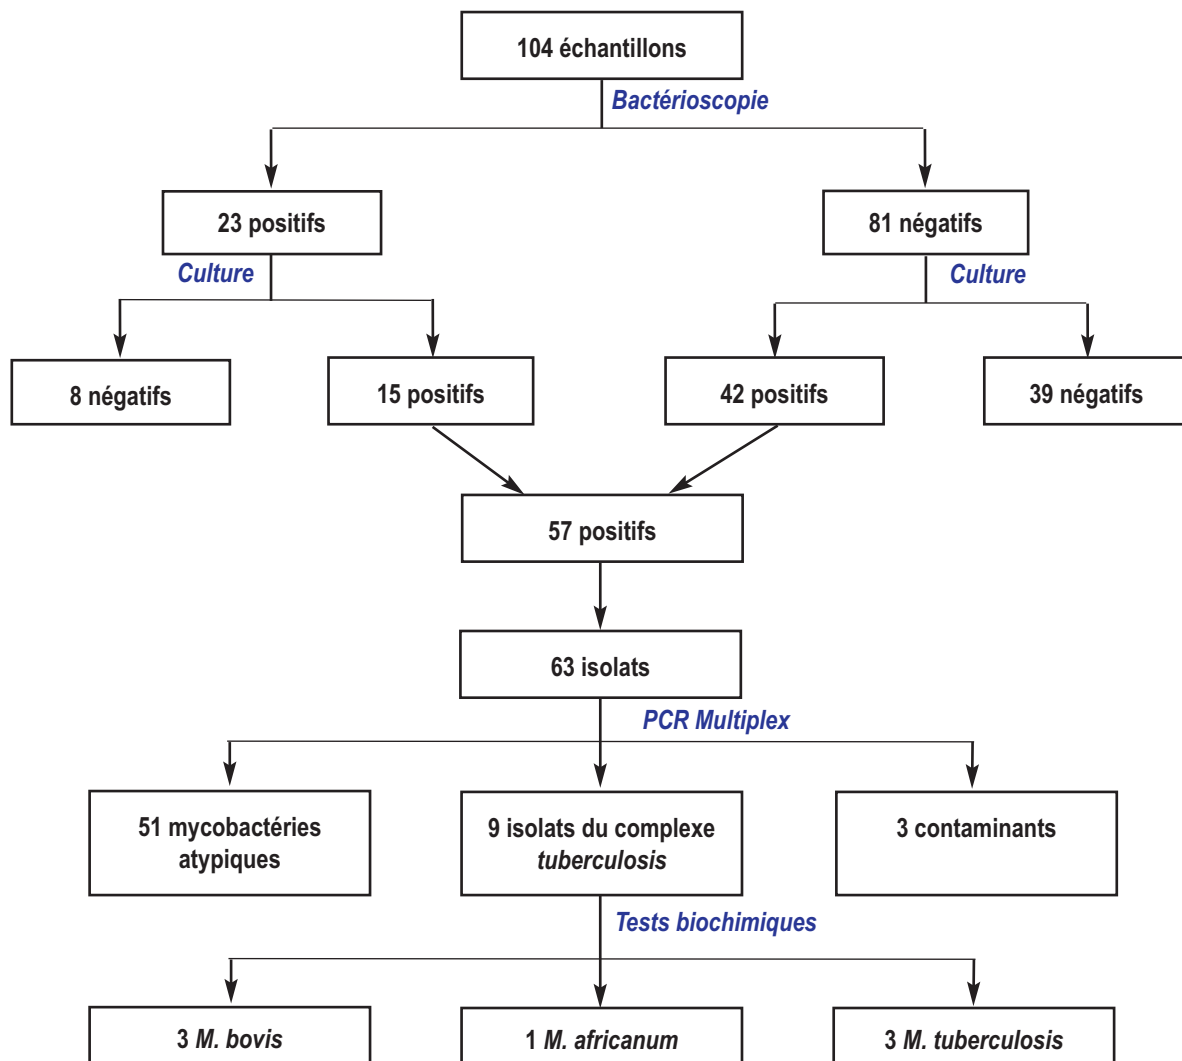 104 échantillons
Bactérioscopie
23 positifs
81 négatifs
Culture
Culture
8 négatifs
15 positifs
42 positifs
39 négatifs
57 positifs
63 isolats
PCR Multiplex
51 mycobactéries
atypiques
9 isolats du complexe
tuberculosis
3 contaminants
Tests biochimiques
3 M. bovis
1 M. africanum
3 M. tuberculosis